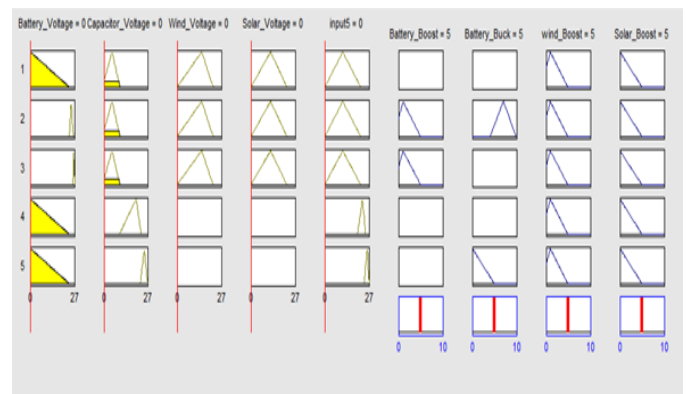 Battery_Voltage = 0 Capacitor_Voltage = 0 Wind_Voltage = 0 Solar_Voltage = 0 input5 = 0
Battery_Boost = 5 Battery_Buck = 5 wind_Boost = 5 Solar_Boost = 5
1
2
3
4
5
0 27 0 27 0 27 0 27 0 27
0 10 0 10 0 10 0 10